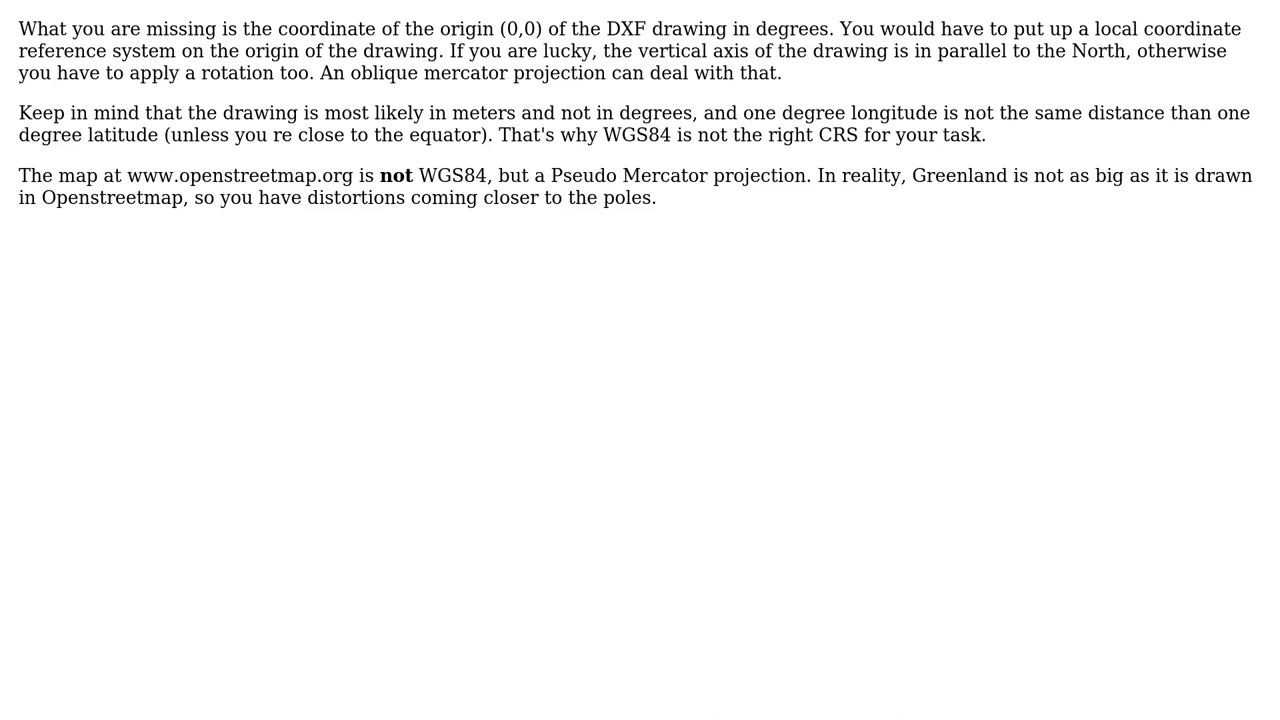 What you are missing is the coordinate of the origin (0,0) of the DXF drawing in degrees. You would have to put up a local coordinate
reference system on the origin of the drawing. If you are lucky, the vertical axis of the drawing is in parallel to the North, otherwise
you have to apply a rotation too. An oblique mercator projection can deal with that.
Keep in mind that the drawing is most likely in meters and not in degrees, and one degree longitude is not the same distance than one
degree latitude (unless you re close to the equator). That's why WGS84 is not the right CRS for your task.
The map at www.openstreetmap.org is not WGS84, but a Pseudo Mercator projection. In reality, Greenland is not as big as it is drawn
in Openstreetmap, so you have distortions coming closer to the poles.